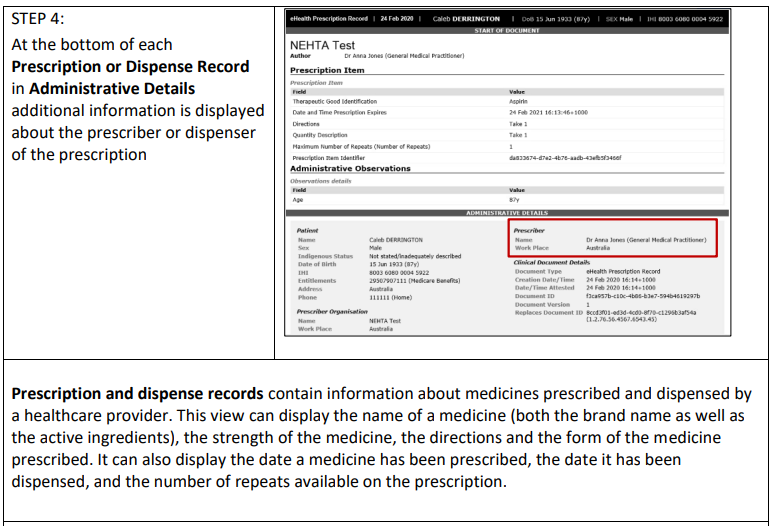 STEP 4:
At the bottom of each
Prescription or Dispense Record
in Administrative Details
additional information is displayed
about the prescriber or dispenser
of the prescription
eHealth Prescription Record | 24 Feb 2020 | Caleb DERRINGTON | DoB 15 Jun 1933 (87y) | SEX Male | IHI 8003 6080 0004 5922
START OF DOCUMENT
NEHTA Test
Author Dr Anna Jones (General Medical Practitioner)
Prescription Item
Prescription Item
Field Value
Therapeutic Good Identification Aspirin
Date and Time Prescription Expires 24 Feb 2021 16:13:46+1000
Directions Take 1
Quantity Description Take 1
Maximum Number of Repeats (Number of Repeats) 1
Prescription Item Identifier da833674-d7e2-4b76-aadb-43efb5f3466f
Administrative Observations
Observations details
Field Value
Age 87y
ADMINISTRATIVE DETAILS
Patient
Name Caleb DERRINGTON
Sex Male
Indigenous Status Not stated/inadequately described
Date of Birth 15 Jun 1933 (87y)
IHI 8003 6080 0004 5922
Entitlements 29507907111 (Medicare Benefits)
Address Australia
Phone 111111 (Home)
Prescriber Organisation
Name NEHTA Test
Work Place Australia
Prescriber
Name Dr Anna Jones (General Medical Practitioner)
Work Place Australia
Clinical Document Details
Document Type eHealth Prescription Record
Creation Date/Time 24 Feb 2020 16:14+1000
Date/Time Attested 24 Feb 2020 16:14+1000
Document ID f3ca957b-c10c-4b86-b3e7-594b4619297b
Document Version 1
Replaces Document ID 8ccd3f01-ed3d-4cd0-8f70-c1296b3af54a
(1.2.76.56.4567.6543.45)
Prescription and dispense records contain information about medicines prescribed and dispensed by
a healthcare provider. This view can display the name of a medicine (both the brand name as well as
the active ingredients), the strength of the medicine, the directions and the form of the medicine
prescribed. It can also display the date a medicine has been prescribed, the date it has been
dispensed, and the number of repeats available on the prescription.